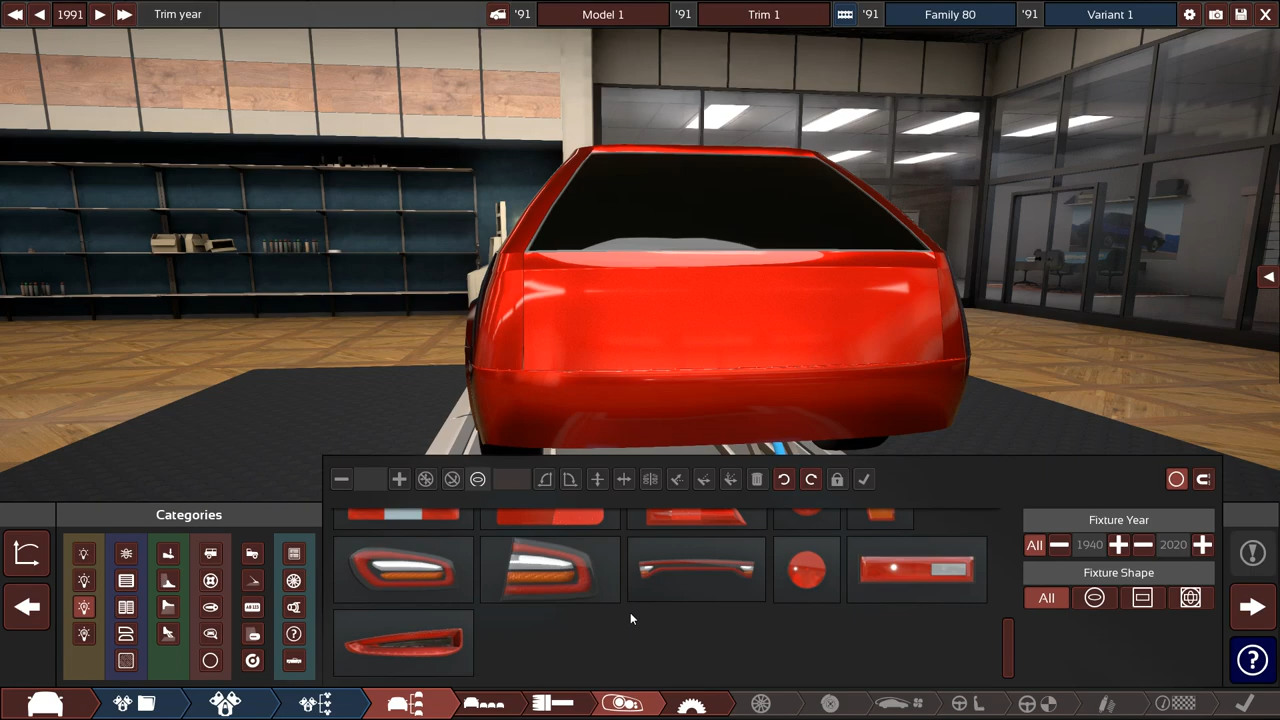 1991 Trim year '91 Model 1 '91 Trim 1 '91 Family 80 '91 Variant 1
Categories
Fixture Year
All 1940 2020
Fixture Shape
All
?